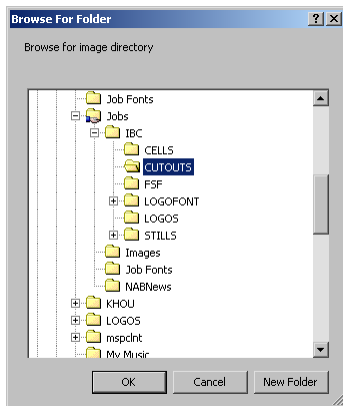 Browse For Folder
Browse for image directory
Job Fonts
Jobs
IBC
CELLS
CUTOUTS
FSF
LOGOFONT
LOGOS
STILLS
Images
Job Fonts
NABNews
KHOU
LOGOS
mspclnt
My Music
OK Cancel New Folder